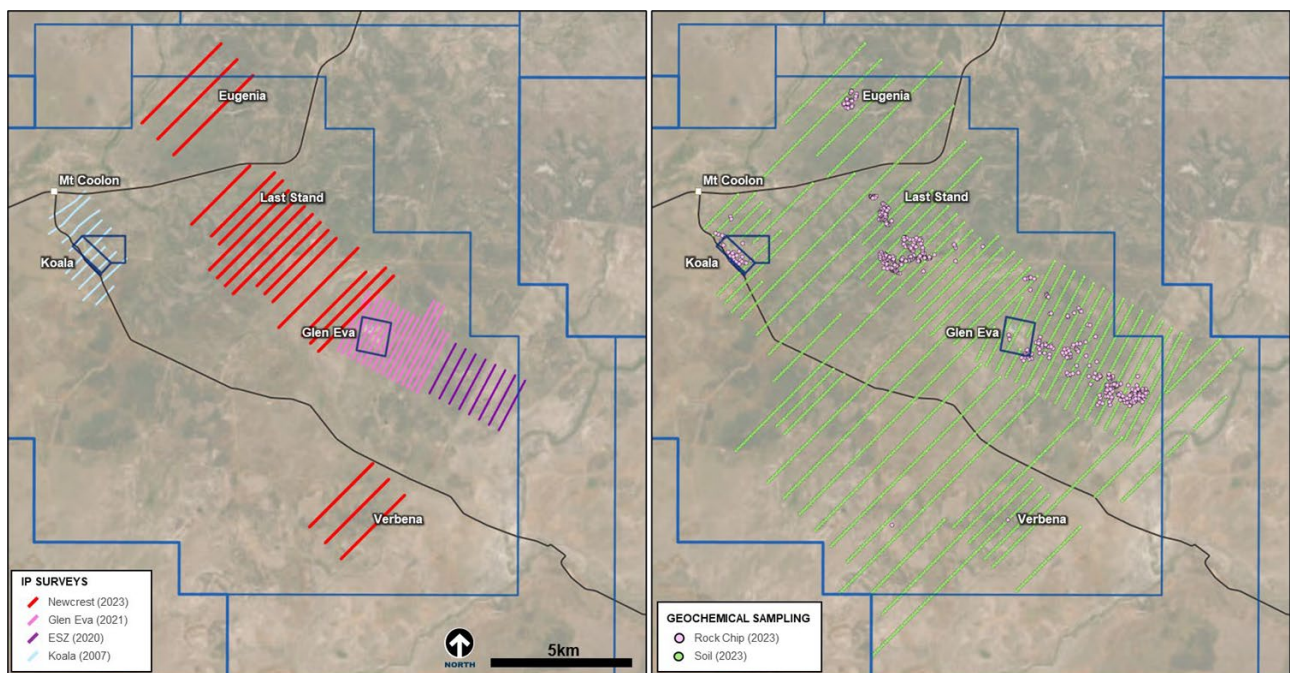 Eugenia
Mt Coolon
Last Stand
Koala
Glen Eva
Verbena
IP SURVEYS
Newcrest (2023)
Glen Eva (2021)
ESZ (2020)
Koala (2007)
NORTH
5km
Eugenia
Mt Coolon
Last Stand
Koala
Glen Eva
Verbena
GEOCHEMICAL SAMPLING
Rock Chip (2023)
Soil (2023)